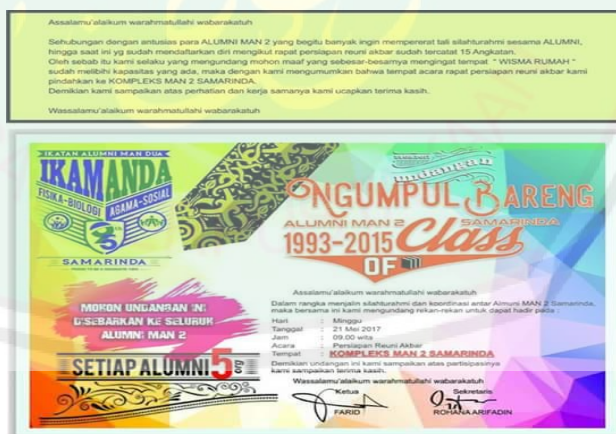 Assalamu'alaikum warahmatullahi wabarakatuh
Sehubungan dengan antusias para ALUMNI MAN 2 yang begitu banyak ingin mempererat tali silahturahmi sesama ALUMNI,
hingga saat ini yg sudah mendaftarkan diri mengikut rapat persiapan reuni akbar sudah tercatat 15 Angkatan.
Oleh sebab itu kami selaku yang mengundang mohon maaf yang sebesar-besarnya mengingat tempat " WISMA RUMAH "
sudah melibihi kapasitas yang ada, maka dengan kami mengumumkan bahwa tempat acara rapat persiapan reuni akbar kami
pindahkan ke KOMPLEKS MAN 2 SAMARINDA.
Demikian kami sampaikan atas perhatian dan kerja samanya kami ucapkan terima kasih.
Wassalamu'alaikum warahmatullahi wabarakatuh
IKATAN ALUMNI MAN DUA
IKAMANDA
FISIKA-BIOLOGI
AGAMA-SOSIAL
25
SAMARINDA
undangan
NGUMPUL BARENG
ALUMNI MAN 2 SAMARINDA
1993-2015 Class
OF
MOHON UNDANGAN INI
DISEBARKAN KE SELURUH
ALUMNI MAN 2
SETIAP ALUMNI 5 org
Assalamu'alaikum warahmatullahi wabarakatuh
Dalam rangka menjalin silahturahmi dan koordinasi antar Almuni MAN 2 Samarinda,
maka bersama ini kami mengundang rekan-rekan untuk dapat hadir pada :
Hari : Minggu
Tanggal : 21 Mei 2017
Jam : 09.00 wita
Acara : Persiapan Reuni Akbar
Tempat : KOMPLEKS MAN 2 SAMARINDA
Demikian undangan ini kami sampaikan atas partisipasinya
kami sampaikan terima kasih.
Wassalamu'alaikum warahmatullahi wabarakatuh
Ketua Sekretaris
FARID ROHANA ARIFADIN